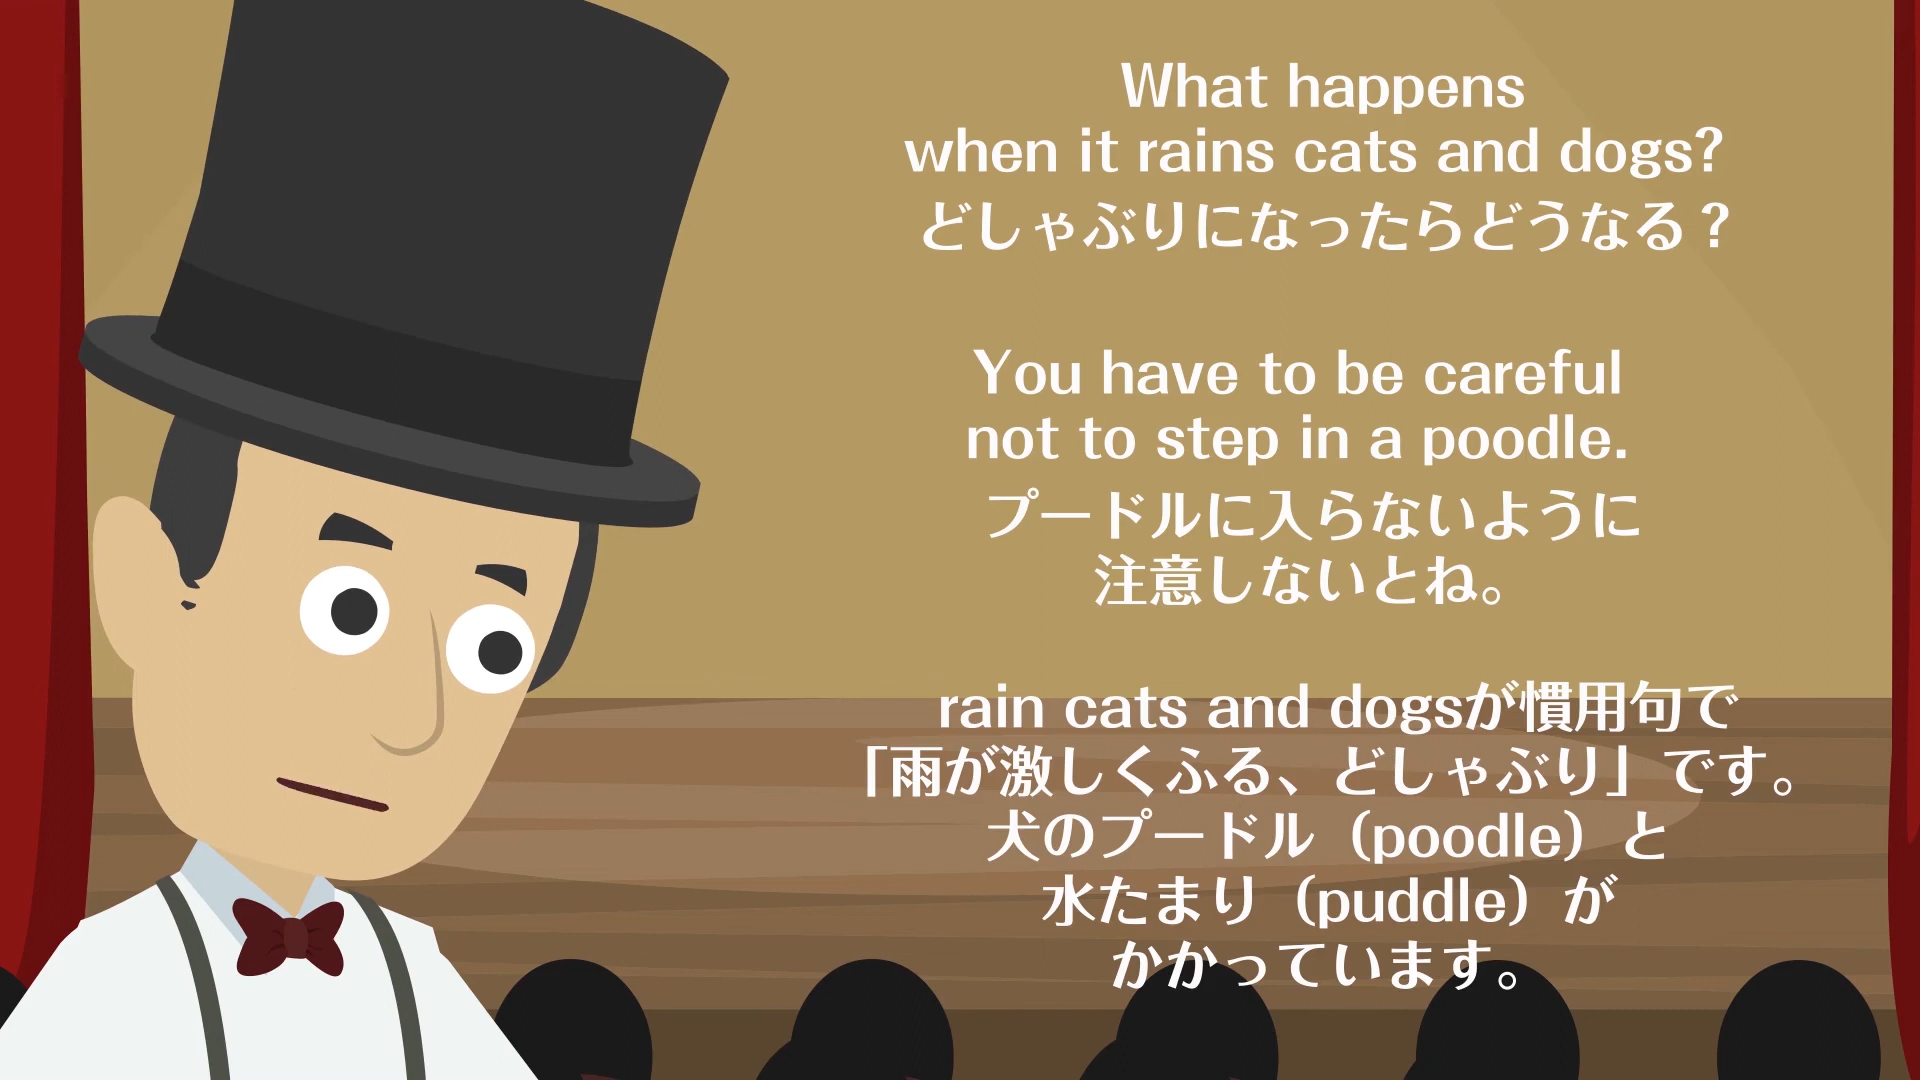 What happens
when it rains cats and dogs?
どしゃぶりになったらどうなる？
You have to be careful
not to step in a poodle.
プードルに入らないように
注意しないとね。
rain cats and dogsが慣用句で
「雨が激しくふる、どしゃぶり」です。
犬のプードル（poodle）と
水たまり（puddle）が
かかっています。